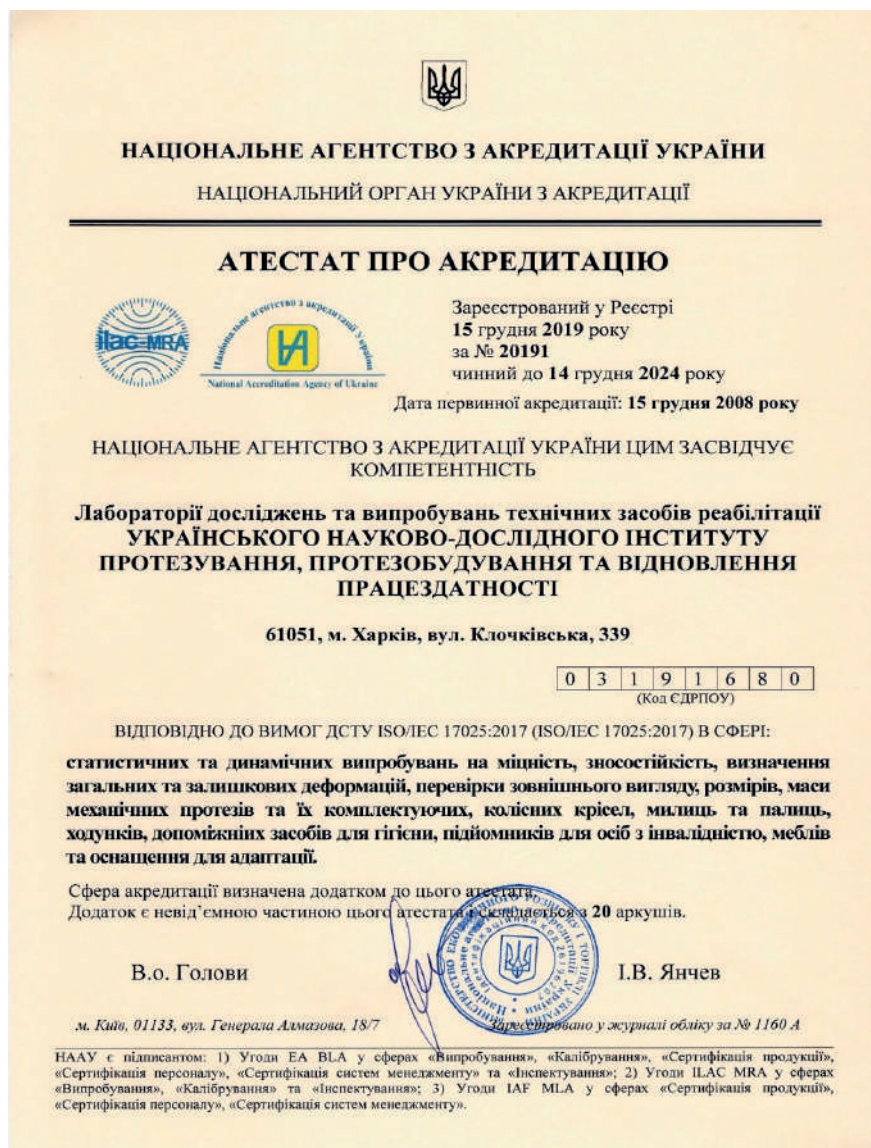 НАЦІОНАЛЬНЕ АГЕНТСТВО З АКРЕДИТАЦІЇ УКРАЇНИ
НАЦІОНАЛЬНИЙ ОРГАН УКРАЇНИ З АКРЕДИТАЦІЇ
АТЕСТАТ ПРО АКРЕДИТАЦІЮ
ilac-MRA
Національне агентство з акредитації України
НА
National Accreditation Agency of Ukraine
Зареєстрований у Реєстрі
15 грудня 2019 року
за № 20191
чинний до 14 грудня 2024 року
Дата первинної акредитації: 15 грудня 2008 року
НАЦІОНАЛЬНЕ АГЕНТСТВО З АКРЕДИТАЦІЇ УКРАЇНИ ЦИМ ЗАСВІДЧУЄ
КОМПЕТЕНТНІСТЬ
Лабораторії досліджень та випробувань технічних засобів реабілітації
УКРАЇНСЬКОГО НАУКОВО-ДОСЛІДНОГО ІНСТИТУТУ
ПРОТЕЗУВАННЯ, ПРОТЕЗОБУДУВАННЯ ТА ВІДНОВЛЕННЯ
ПРАЦЕЗДАТНОСТІ
61051, м. Харків, вул. Клочківська, 339
0 3 1 9 1 6 8 0
(Код ЄДРПОУ)
ВІДПОВІДНО ДО ВИМОГ ДСТУ ISO/IEC 17025:2017 (ISO/IEC 17025:2017) В СФЕРІ:
статистичних та динамічних випробувань на міцність, зносостійкість, визначення
загальних та залишкових деформацій, перевірки зовнішнього вигляду, розмірів, маси
механічних протезів та їх комплектуючих, колісних крісел, милиць та палиць,
ходунків, допоміжніих засобів для гігієни, підйомників для осіб з інвалідністю, меблів
та оснащення для адаптації.
Сфера акредитації визначена додатком до цього атестата.
Додаток є невід'ємною частиною цього атестата і складається з 20 аркушів.
В.о. Голови
І.В. Янчев
м. Київ, 01133, вул. Генерала Алмазова, 18/7
Зареєстровано у журналі обліку за № 1160 А
НААУ є підписантом: 1) Угоди EA BLA у сферах «Випробування», «Калібрування», «Сертифікація продукції»,
«Сертифікація персоналу», «Сертифікація систем менеджменту» та «Інспектування»; 2) Угоди ILAC MRA у сферах
«Випробування», «Калібрування» та «Інспектування»; 3) Угоди IAF MLA у сферах «Сертифікація продукції»,
«Сертифікація персоналу», «Сертифікація систем менеджменту».